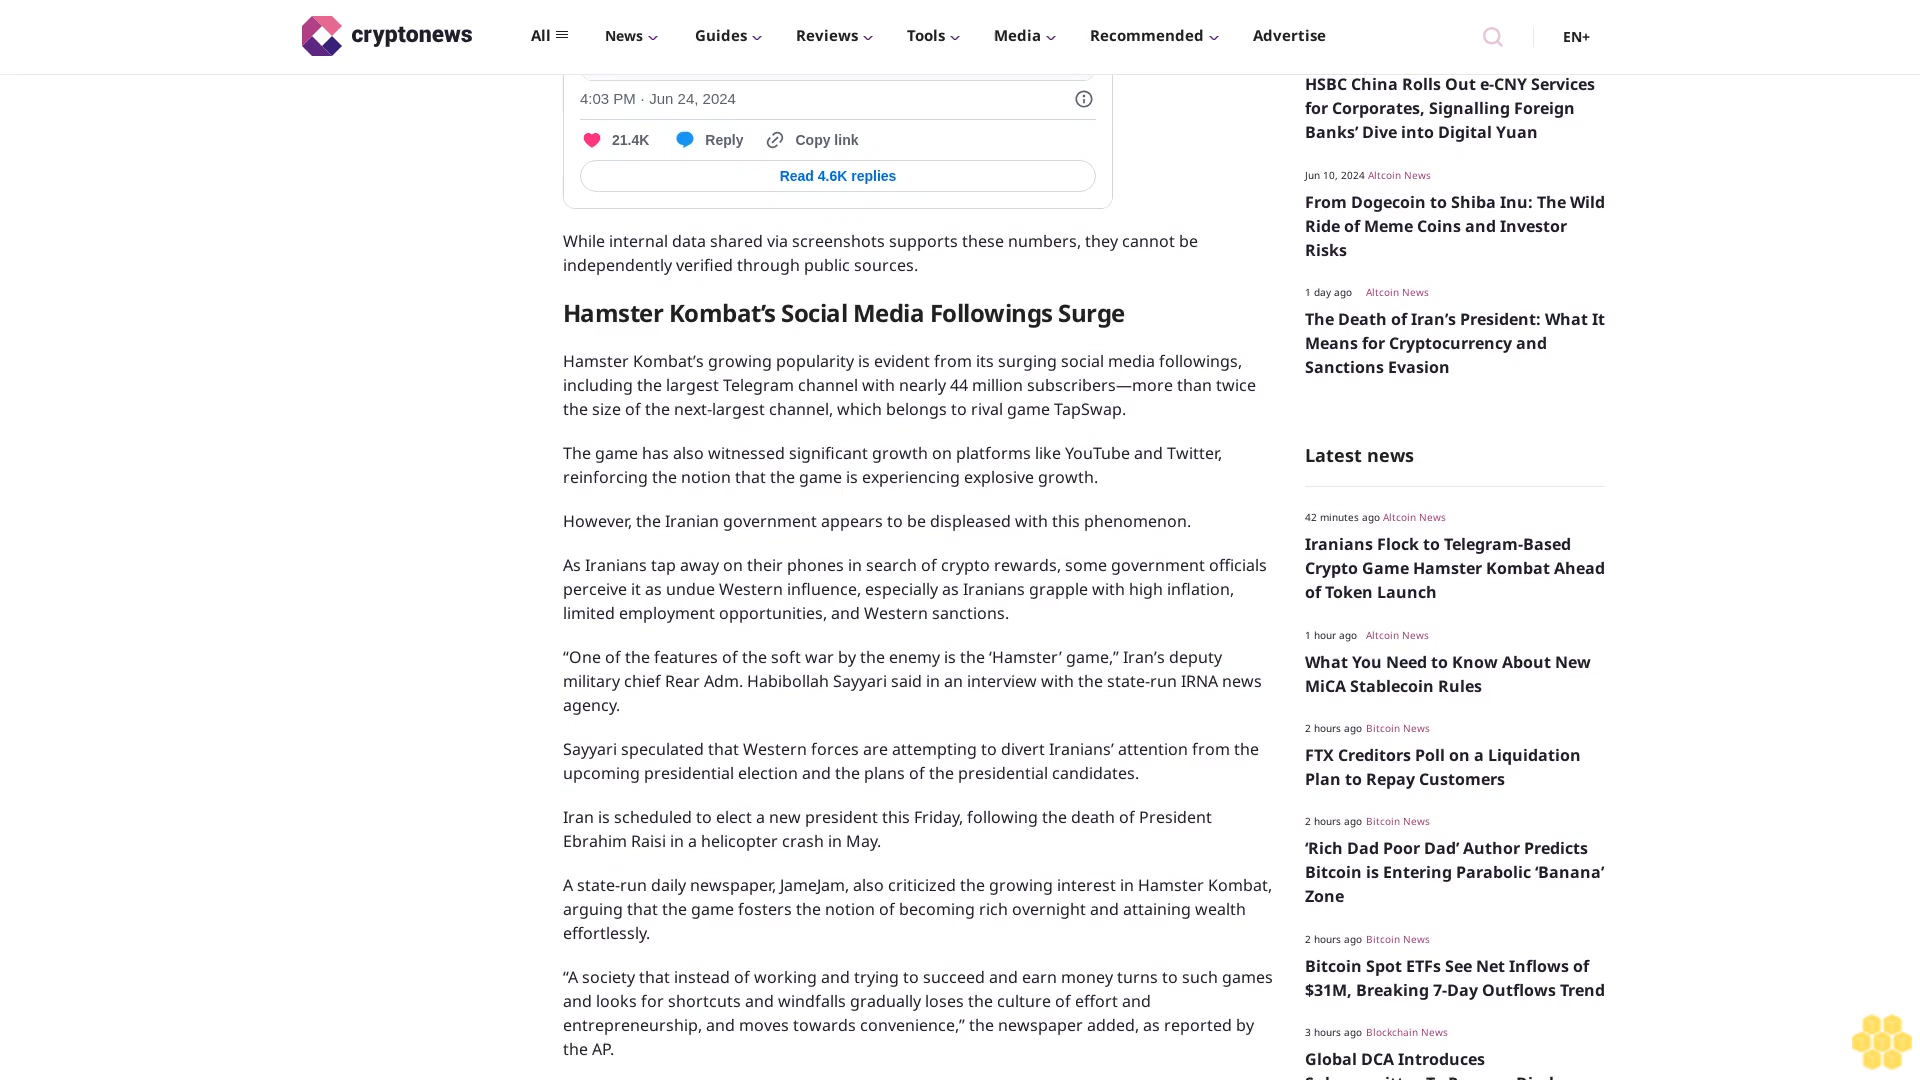 cryptonews
All
News
Guides
Reviews
Tools
Media
Recommended
Advertise
EN+
4:03 PM · Jun 24, 2024
21.4K
Reply
Copy link
Read 4.6K replies
While internal data shared via screenshots supports these numbers, they cannot be
independently verified through public sources.
Hamster Kombat’s Social Media Followings Surge
Hamster Kombat’s growing popularity is evident from its surging social media followings,
including the largest Telegram channel with nearly 44 million subscribers—more than twice
the size of the next-largest channel, which belongs to rival game TapSwap.
The game has also witnessed significant growth on platforms like YouTube and Twitter,
reinforcing the notion that the game is experiencing explosive growth.
However, the Iranian government appears to be displeased with this phenomenon.
As Iranians tap away on their phones in search of crypto rewards, some government officials
perceive it as undue Western influence, especially as Iranians grapple with high inflation,
limited employment opportunities, and Western sanctions.
“One of the features of the soft war by the enemy is the ‘Hamster’ game,” Iran’s deputy
military chief Rear Adm. Habibollah Sayyari said in an interview with the state-run IRNA news
agency.
Sayyari speculated that Western forces are attempting to divert Iranians’ attention from the
upcoming presidential election and the plans of the presidential candidates.
Iran is scheduled to elect a new president this Friday, following the death of President
Ebrahim Raisi in a helicopter crash in May.
A state-run daily newspaper, JameJam, also criticized the growing interest in Hamster Kombat,
arguing that the game fosters the notion of becoming rich overnight and attaining wealth
effortlessly.
“A society that instead of working and trying to succeed and earn money turns to such games
and looks for shortcuts and windfalls gradually loses the culture of effort and
entrepreneurship, and moves towards convenience,” the newspaper added, as reported by
the AP.
HSBC China Rolls Out e-CNY Services
for Corporates, Signalling Foreign
Banks’ Dive into Digital Yuan
Jun 10, 2024 Altcoin News
From Dogecoin to Shiba Inu: The Wild
Ride of Meme Coins and Investor
Risks
1 day ago Altcoin News
The Death of Iran’s President: What It
Means for Cryptocurrency and
Sanctions Evasion
Latest news
42 minutes ago Altcoin News
Iranians Flock to Telegram-Based
Crypto Game Hamster Kombat Ahead
of Token Launch
1 hour ago Altcoin News
What You Need to Know About New
MiCA Stablecoin Rules
2 hours ago Bitcoin News
FTX Creditors Poll on a Liquidation
Plan to Repay Customers
2 hours ago Bitcoin News
‘Rich Dad Poor Dad’ Author Predicts
Bitcoin is Entering Parabolic ‘Banana’
Zone
2 hours ago Bitcoin News
Bitcoin Spot ETFs See Net Inflows of
$31M, Breaking 7-Day Outflows Trend
3 hours ago Blockchain News
Global DCA Introduces